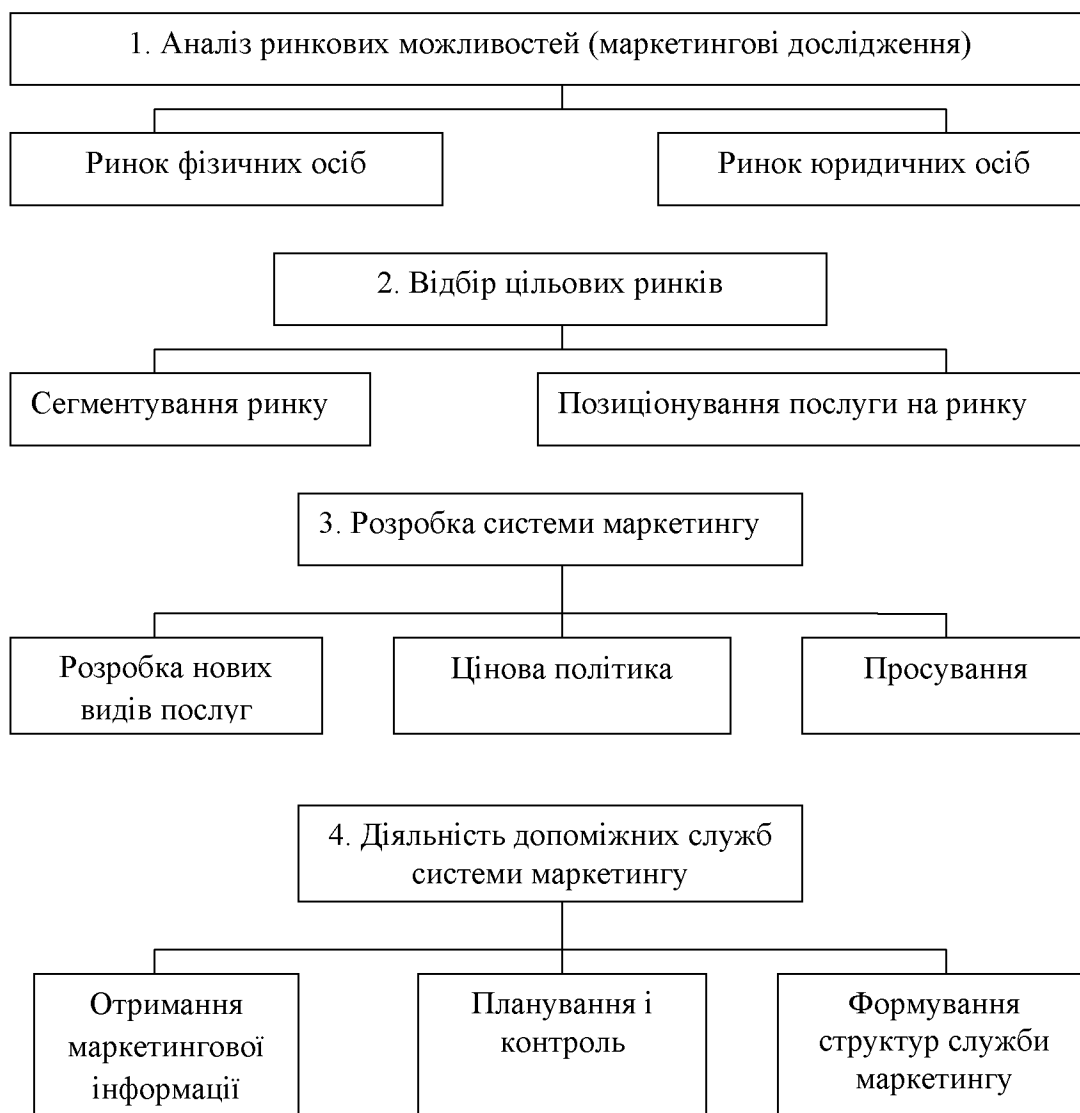 1. Аналіз ринкових можливостей (маркетингові дослідження)
Ринок фізичних осіб
Ринок юридичних осіб
2. Відбір цільових ринків
Сегментування ринку
Позиціонування послуги на ринку
3. Розробка системи маркетингу
Розробка нових
видів послуг
Цінова політика
Просування
4. Діяльність допоміжних служб
системи маркетингу
Отримання
маркетингової
інформації
Планування і
контроль
Формування
структур служби
маркетингу